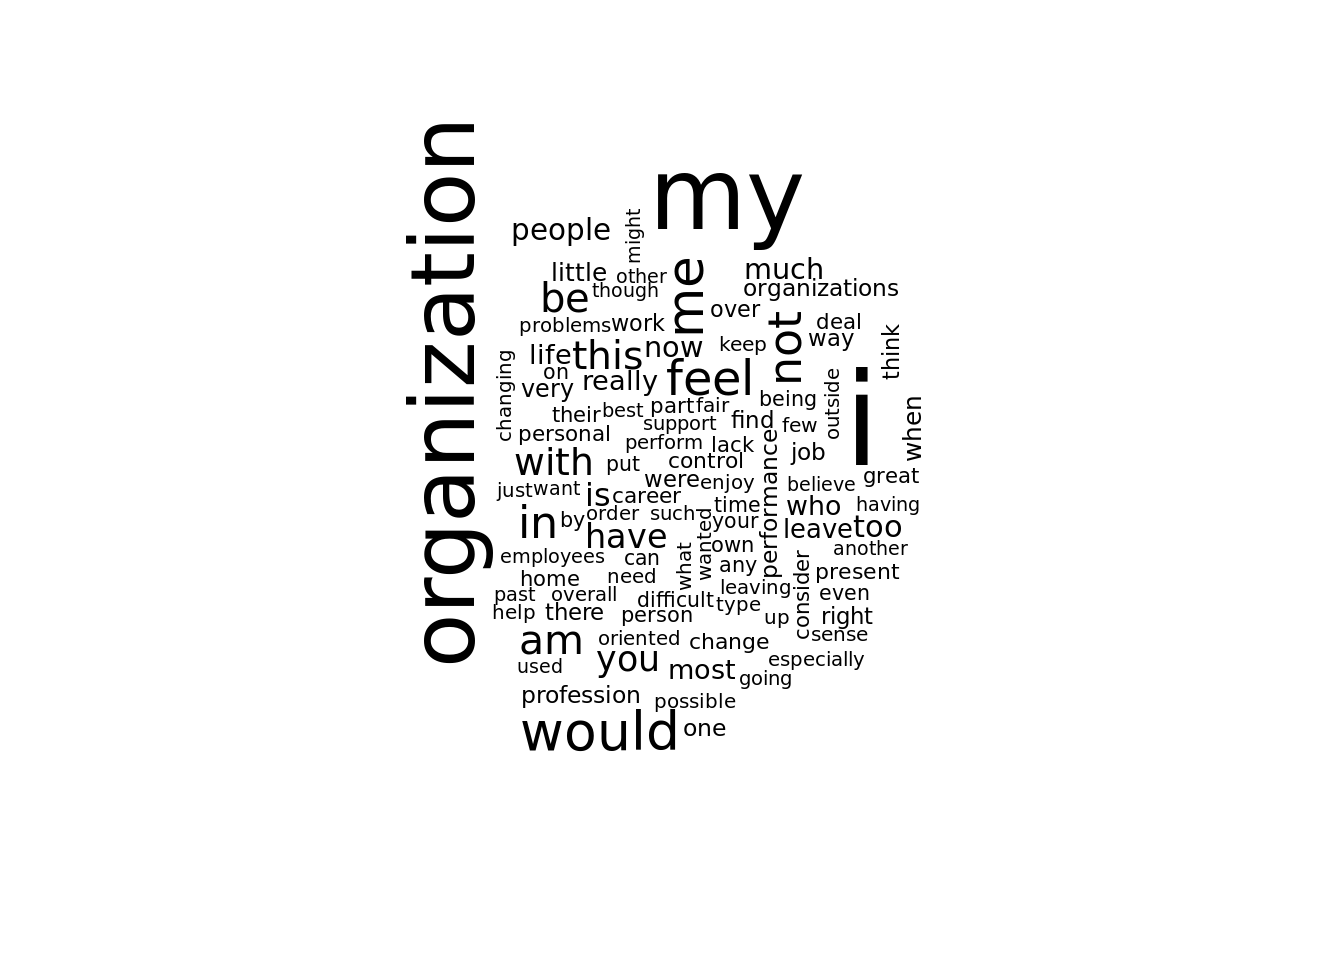 organization
my
people
might
little
other
me
much
be
though
organizations
problems
work
over
not
deal
way
think
life
this
now
keep
on
changing
very
really
feel
outside
i
when
their
best
part
fair
being
personal
support
find
few
perform
lack
job
with
put
control
performance
were
enjoy
believe
great
just
want
is
career
time
who
having
in
by
order
such
wanted
your
leave
too
have
what
own
another
employees
can
any
present
home
need
consider
leaving
even
past
overall
difficult
type
help
there
person
up
right
am
oriented
change
sense
you
used
most
especially
going
profession
possible
would
one